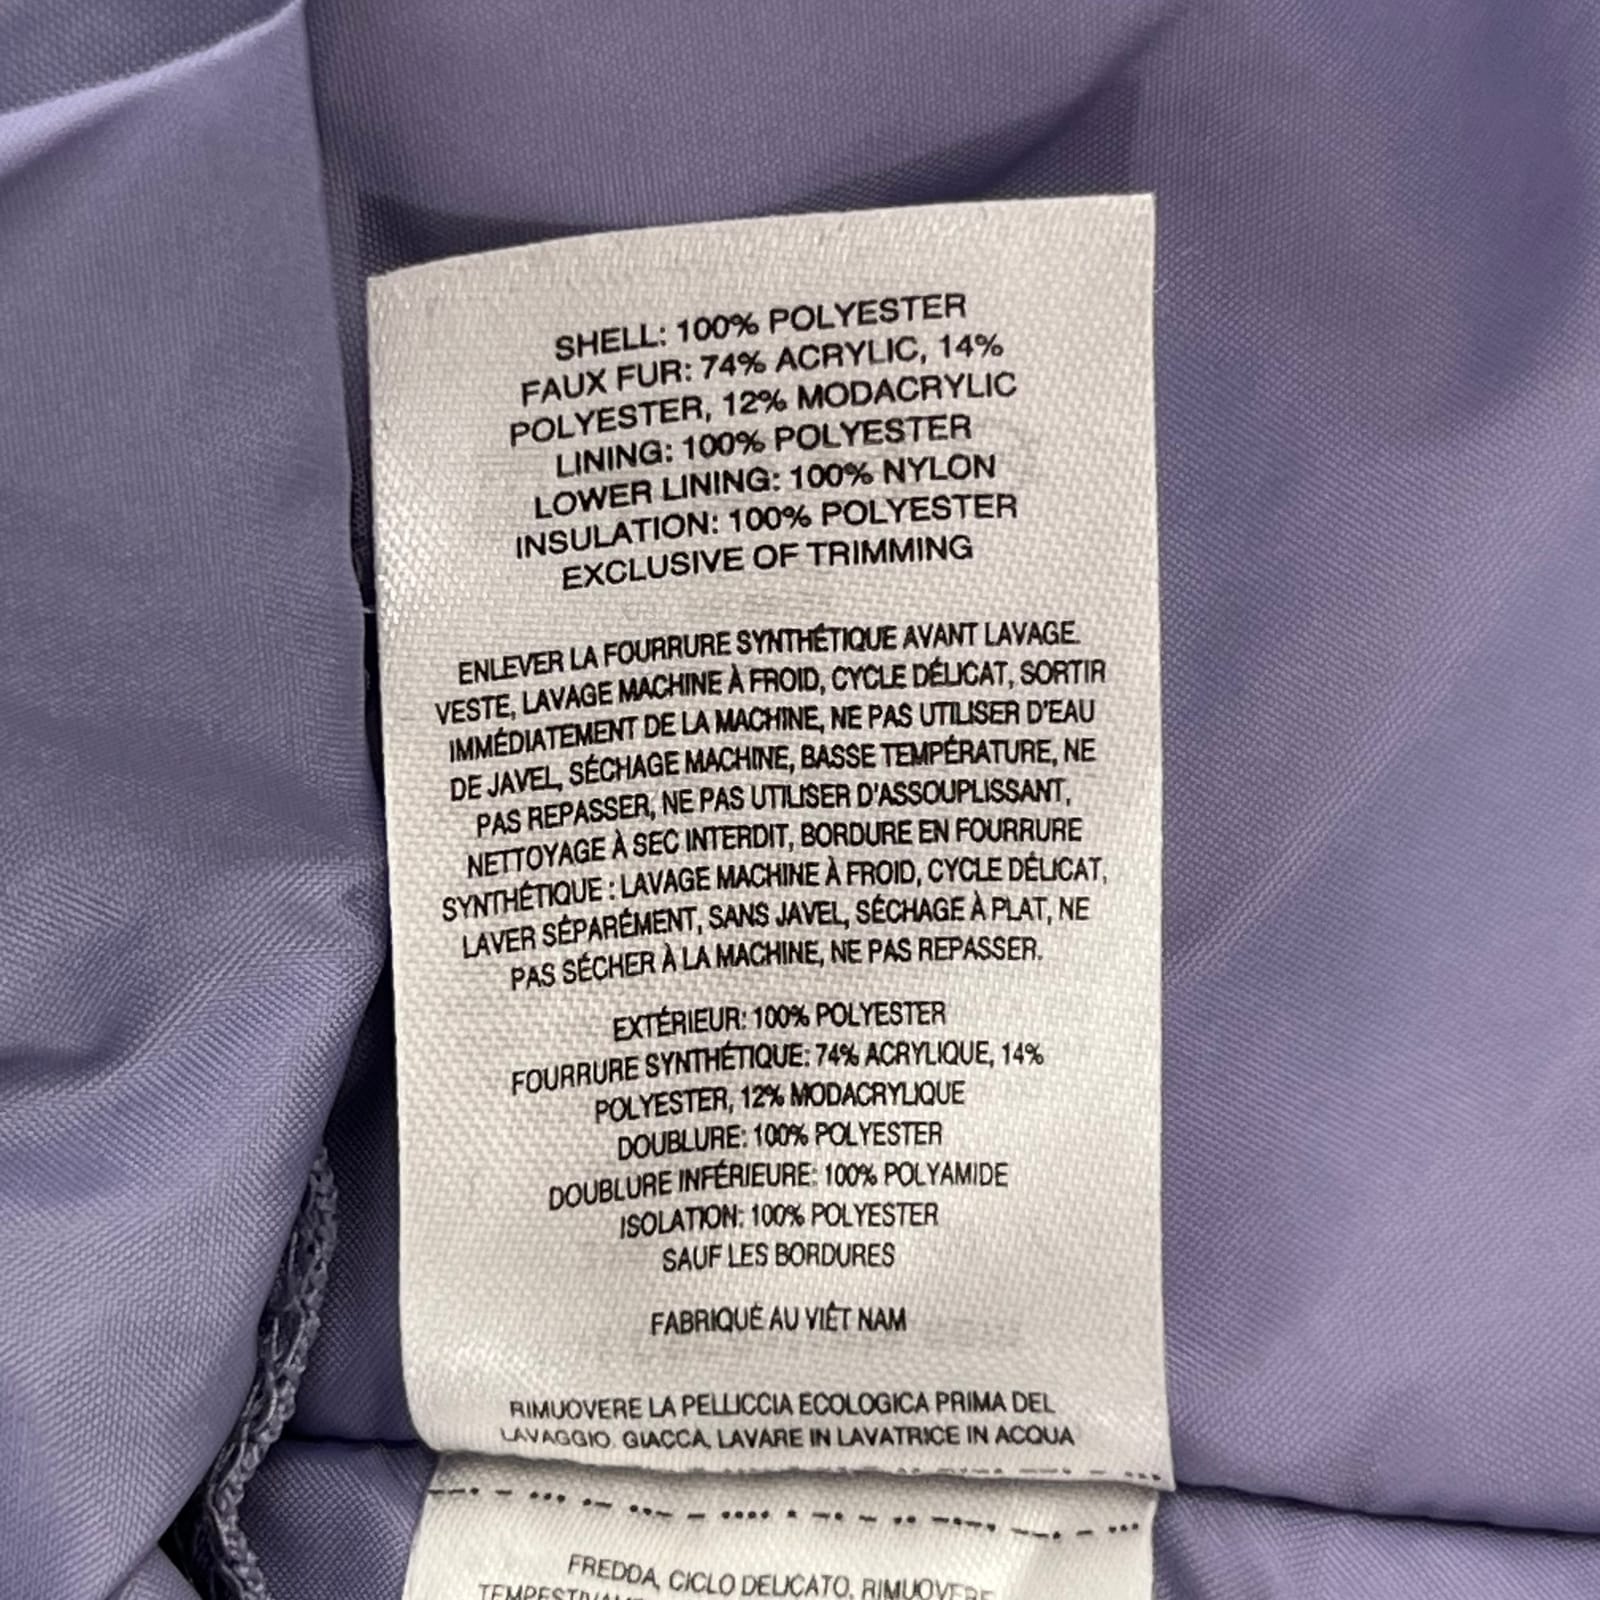 SHELL: 100% POLYESTER
FAUX FUR: 74% ACRYLIC, 14%
POLYESTER, 12% MODACRYLIC
LINING: 100% POLYESTER
LOWER LINING: 100% NYLON
INSULATION: 100% POLYESTER
EXCLUSIVE OF TRIMMING
ENLEVER LA FOURRURE SYNTHÉTIQUE AVANT LAVAGE.
VESTE, LAVAGE MACHINE À FROID, CYCLE DÉLICAT, SORTIR
IMMÉDIATEMENT DE LA MACHINE, NE PAS UTILISER D'EAU
DE JAVEL, SÉCHAGE MACHINE, BASSE TEMPÉRATURE, NE
PAS REPASSER, NE PAS UTILISER D'ASSOUPLISSANT,
NETTOYAGE À SEC INTERDIT, BORDURE EN FOURRURE
SYNTHÉTIQUE : LAVAGE MACHINE À FROID, CYCLE DÉLICAT,
LAVER SÉPARÉMENT, SANS JAVEL, SÉCHAGE À PLAT, NE
PAS SÉCHER À LA MACHINE, NE PAS REPASSER.
EXTÉRIEUR: 100% POLYESTER
FOURRURE SYNTHÉTIQUE: 74% ACRYLIQUE, 14%
POLYESTER, 12% MODACRYLIQUE
DOUBLURE: 100% POLYESTER
DOUBLURE INFÉRIEURE: 100% POLYAMIDE
ISOLATION: 100% POLYESTER
SAUF LES BORDURES
FABRIQUÉ AU VIÊT NAM
RIMUOVERE LA PELLICCIA ECOLOGICA PRIMA DEL
LAVAGGIO. GIACCA, LAVARE IN LAVATRICE IN ACQUA
FREDDA, CICLO DELICATO, RIMUOVERE